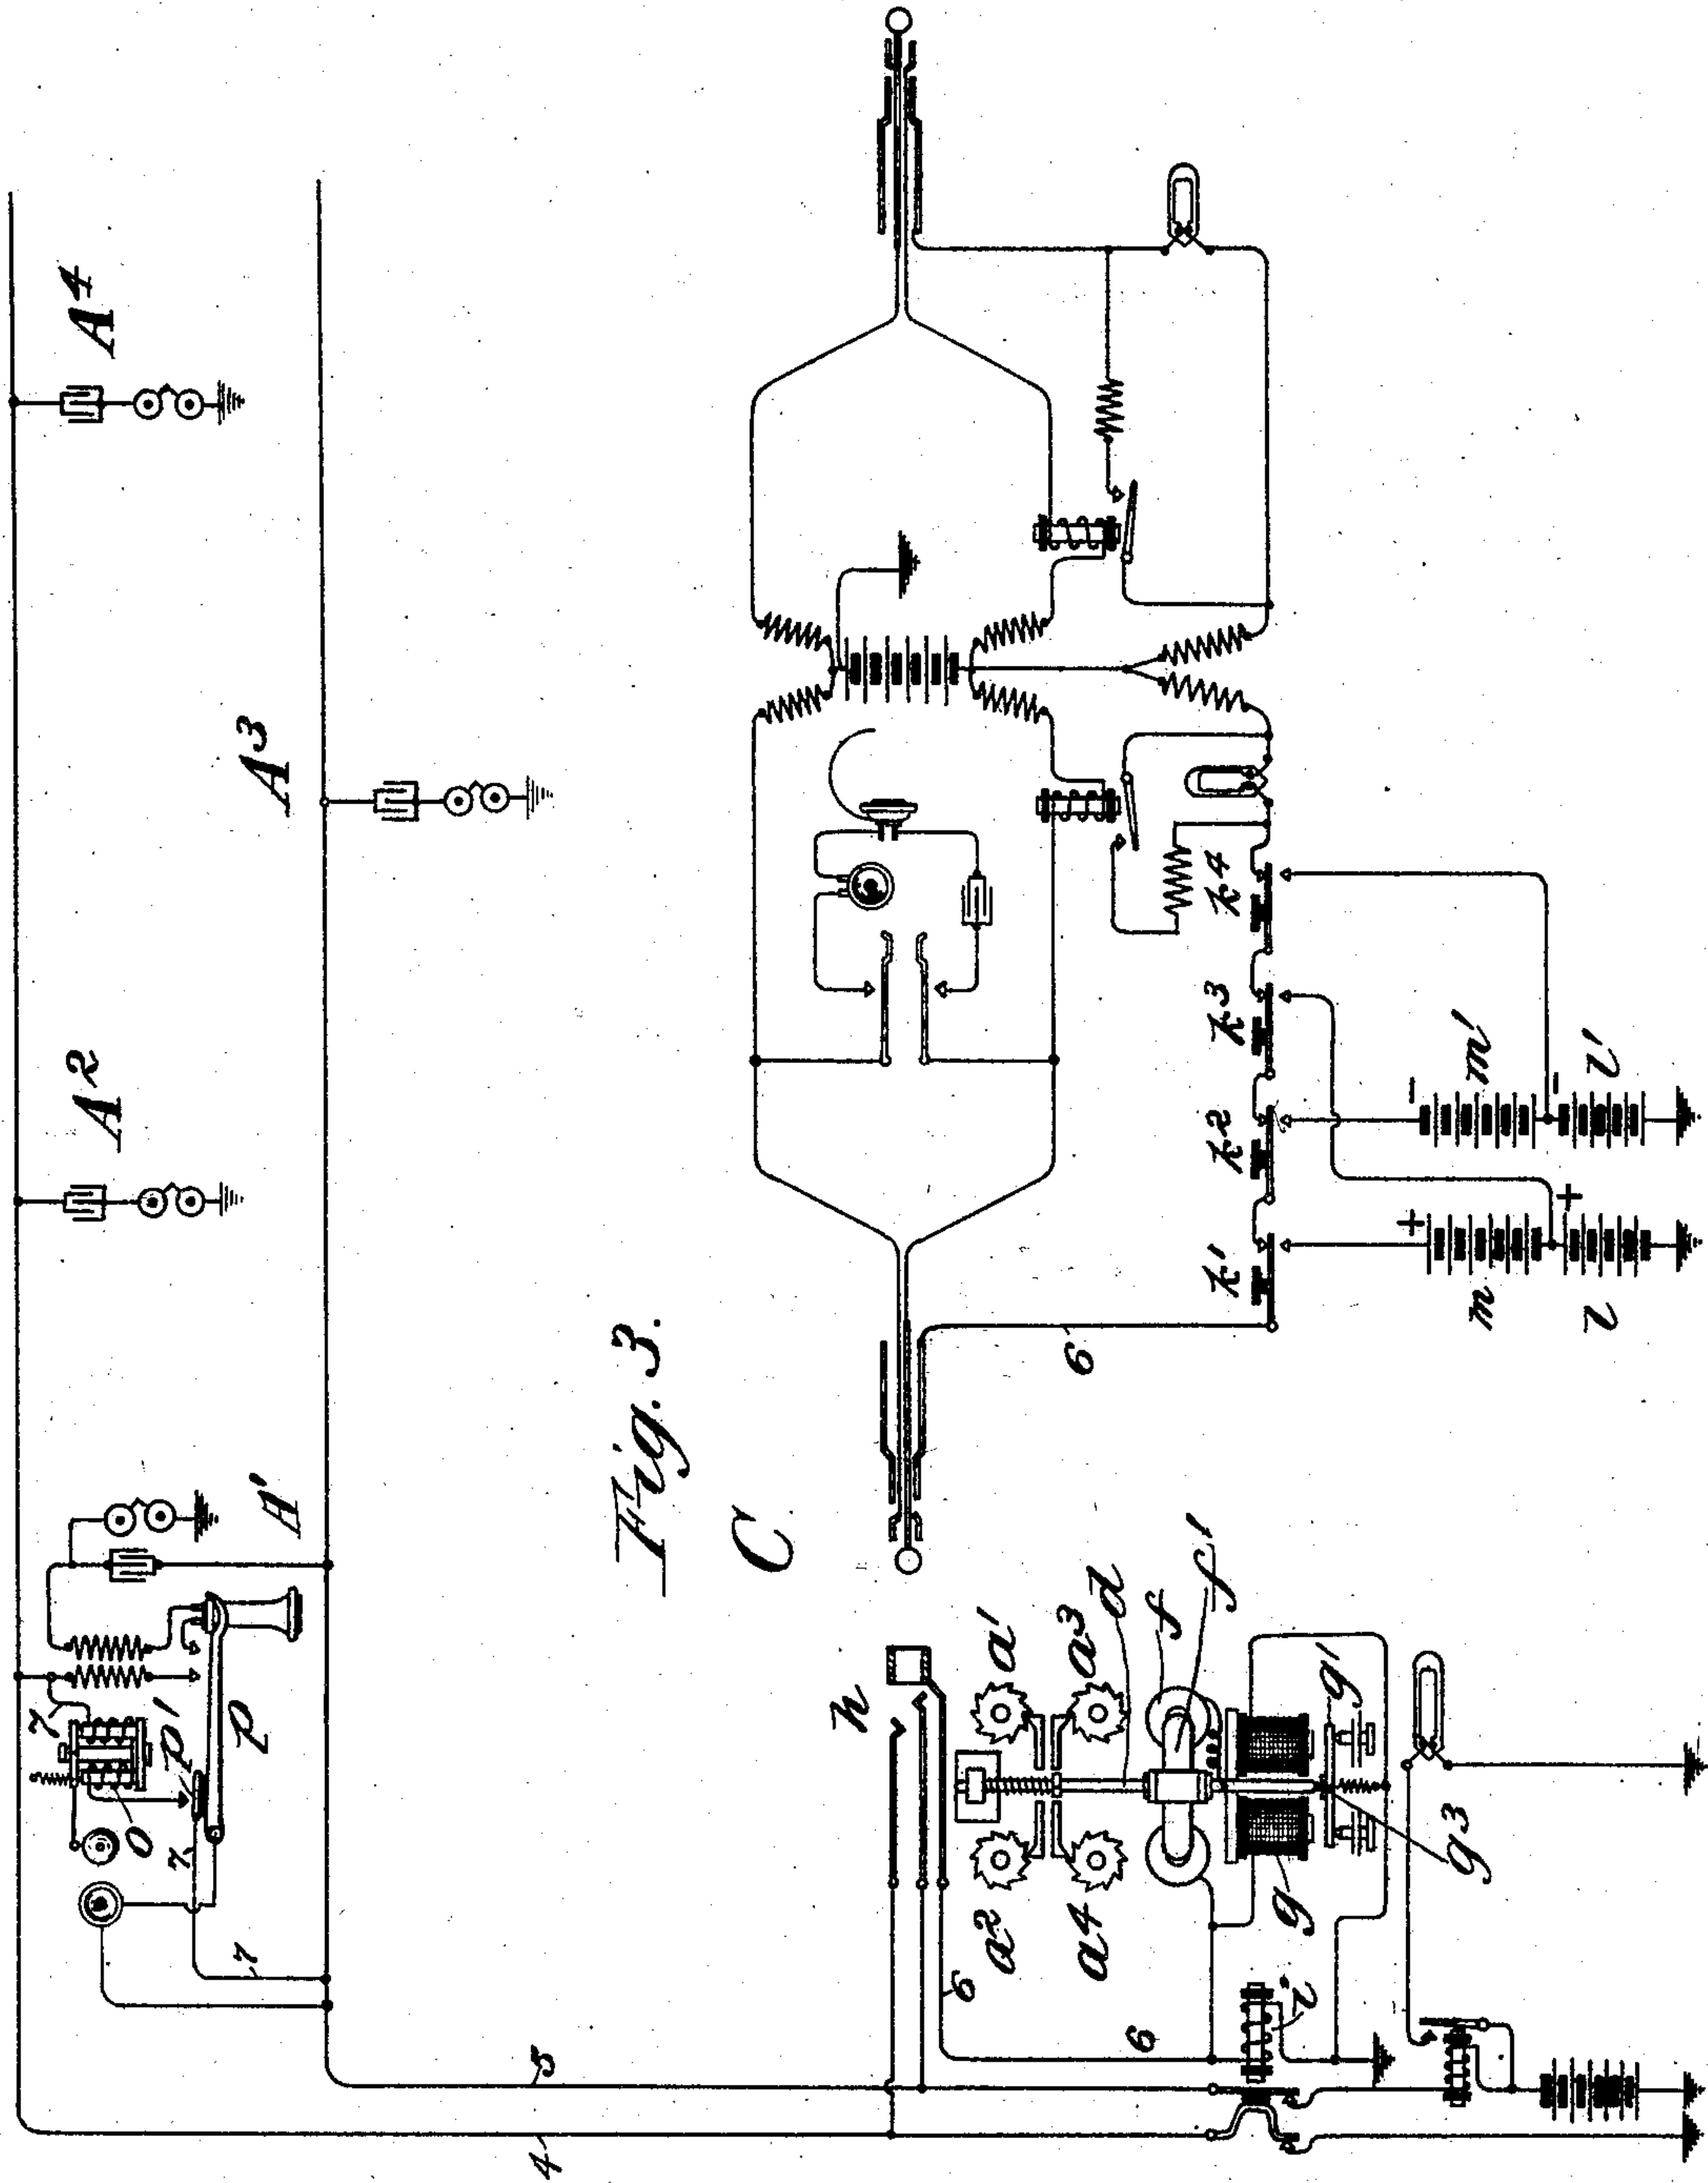 A⁴
A³
A²
A'
7
7
7
o
p'
p
5
4
Fig. 3.
C
h
6
6
6
a'
a²
a³
a⁴
d
f
f'
g
g'
g³
i
k'
k²
k³
k⁴
+
+
-
-
m
m'
l
l'